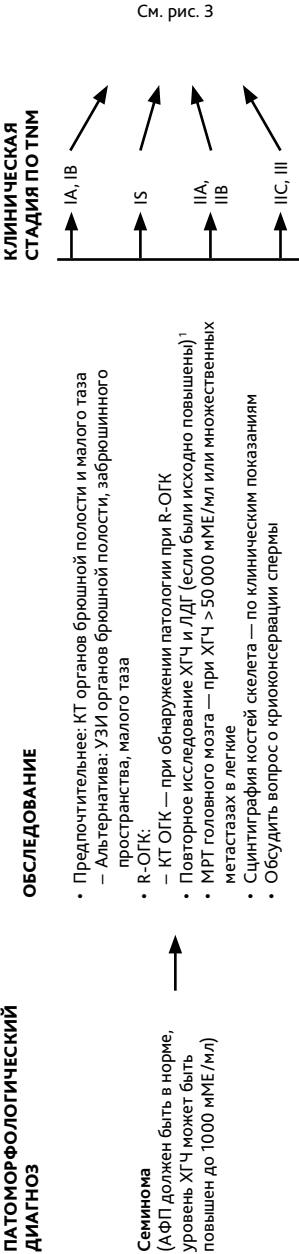 ПАТОМОРФОЛОГИЧЕСКИЙ
ДИАГНОЗ
Семинома
(АФП должен быть в норме,
уровень ХГЧ может быть
повышен до 1000 мМЕ/мл)
ОБСЛЕДОВАНИЕ
• Предпочтительнее: КТ органов брюшной полости и малого таза
– Альтернатива: УЗИ органов брюшной полости, забрюшинного
пространства, малого таза
• R-ОГК:
– КТ ОГК — при обнаружении патологии при R-ОГК
• Повторное исследование ХГЧ и ЛДГ (если были исходно повышены)¹
• МРТ головного мозга — при ХГЧ >50 000 мМЕ/мл или множественных
метастазах в легкие
• Сцинтиграфия костей скелета — по клиническим показаниям
• Обсудить вопрос о криоконсервации спермы
КЛИНИЧЕСКАЯ
СТАДИЯ ПО TNM
IA, IB
IS
IIA,
IIB
IIC, III
См. рис. 3